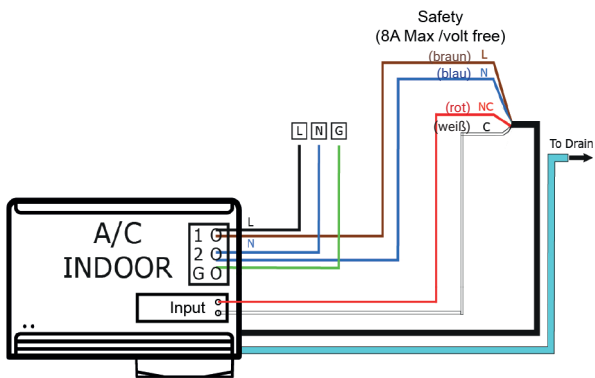 Safety
(8A Max /volt free)
(braun) L
(blau) N
(rot) NC
(weiß) C
L N G
To Drain
L
N
A/C
INDOOR
1
2
G
Input